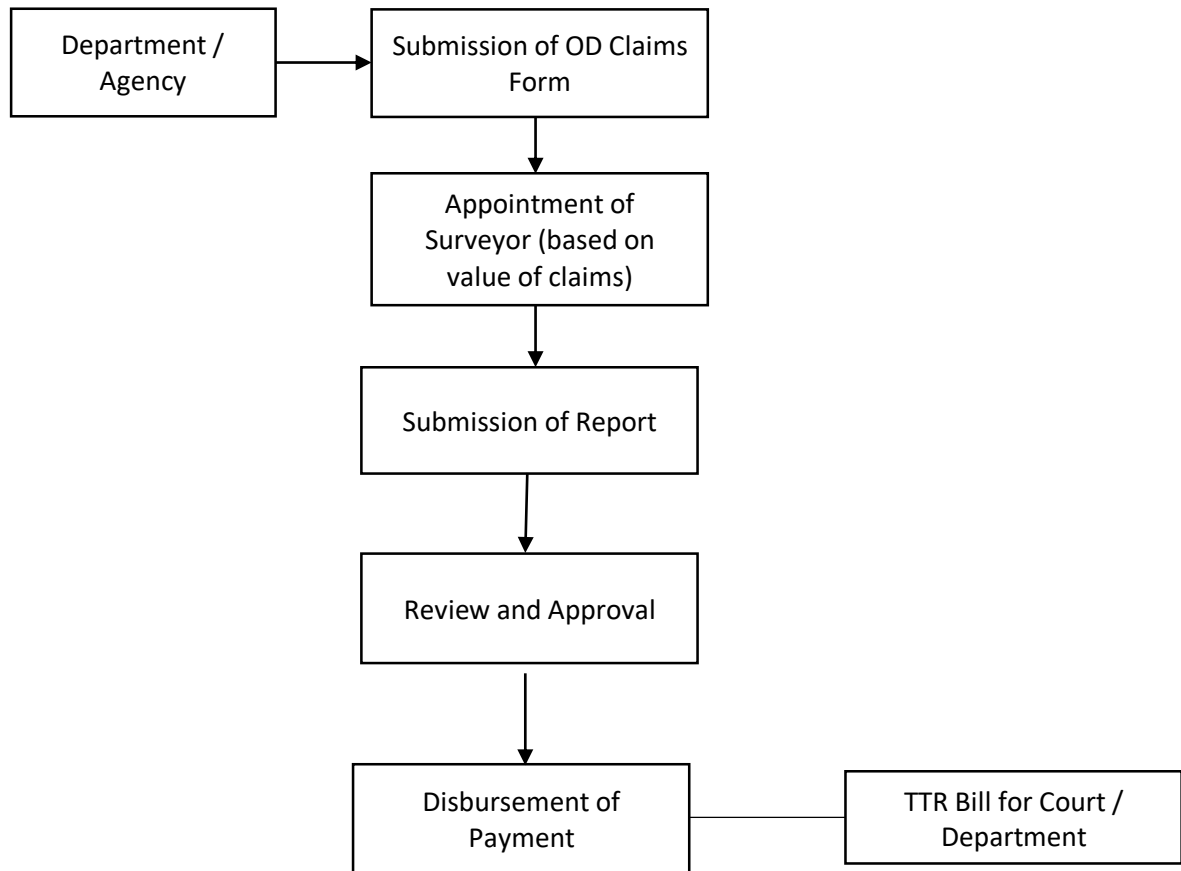 Department /
Agency
Submission of OD Claims
Form
Appointment of
Surveyor (based on
value of claims)
Submission of Report
Review and Approval
Disbursement of
Payment
TTR Bill for Court /
Department